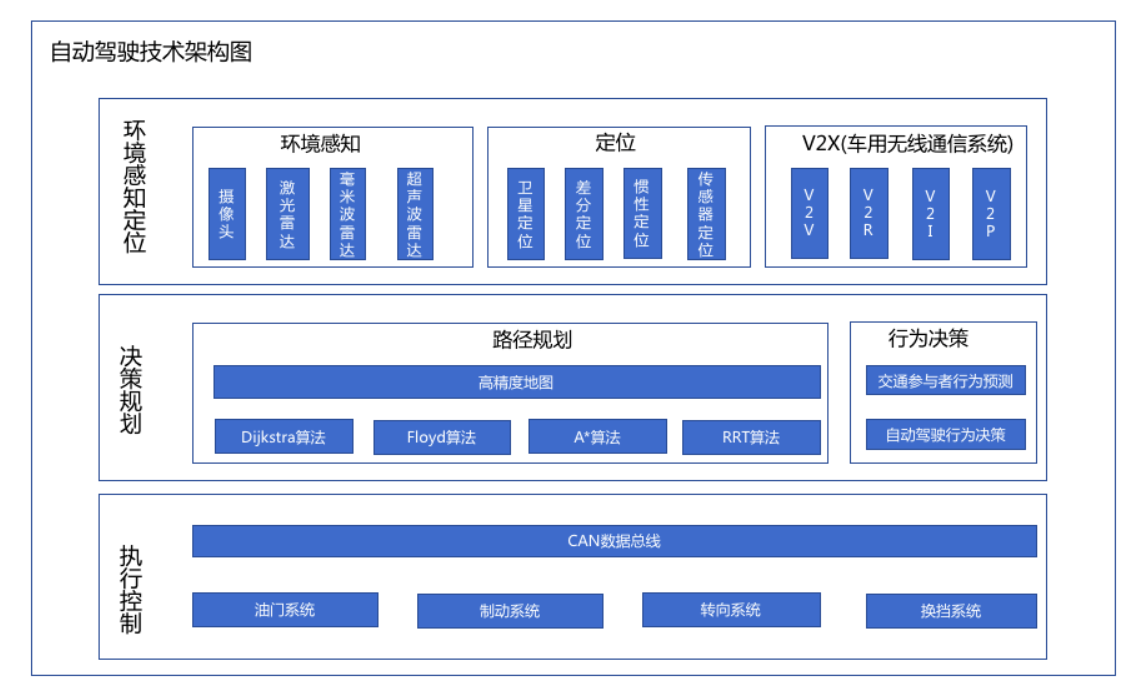 自动驾驶技术架构图
环境感知定位
环境感知
摄像头
激光雷达
毫米波雷达
超声波雷达
定位
卫星定位
差分定位
惯性定位
传感器定位
V2X(车用无线通信系统)
V2V
V2R
V2I
V2P
决策规划
路径规划
高精度地图
Dijkstra算法
Floyd算法
A*算法
RRT算法
行为决策
交通参与者行为预测
自动驾驶行为决策
执行控制
CAN数据总线
油门系统
制动系统
转向系统
换挡系统